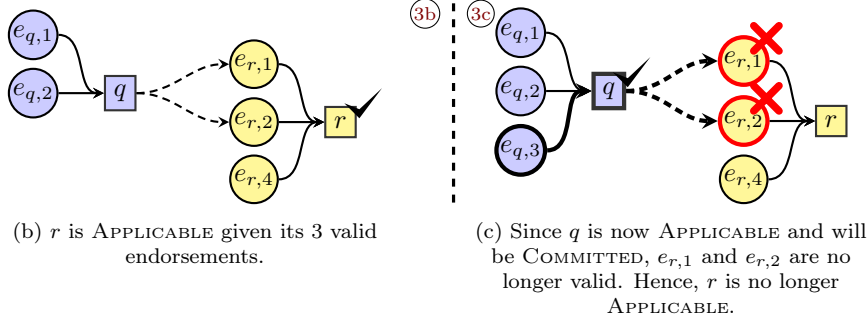 3b
e_{q,1}
e_{q,2}
q
e_{r,1}
e_{r,2}
e_{r,4}
r
(b) r is APPLICABLE given its 3 valid
endorsements.
3c
e_{q,1}
e_{q,2}
e_{q,3}
q
e_{r,1}
e_{r,2}
e_{r,4}
r
(c) Since q is now APPLICABLE and will
be COMMITTED, e_{r,1} and e_{r,2} are no
longer valid. Hence, r is no longer
APPLICABLE.